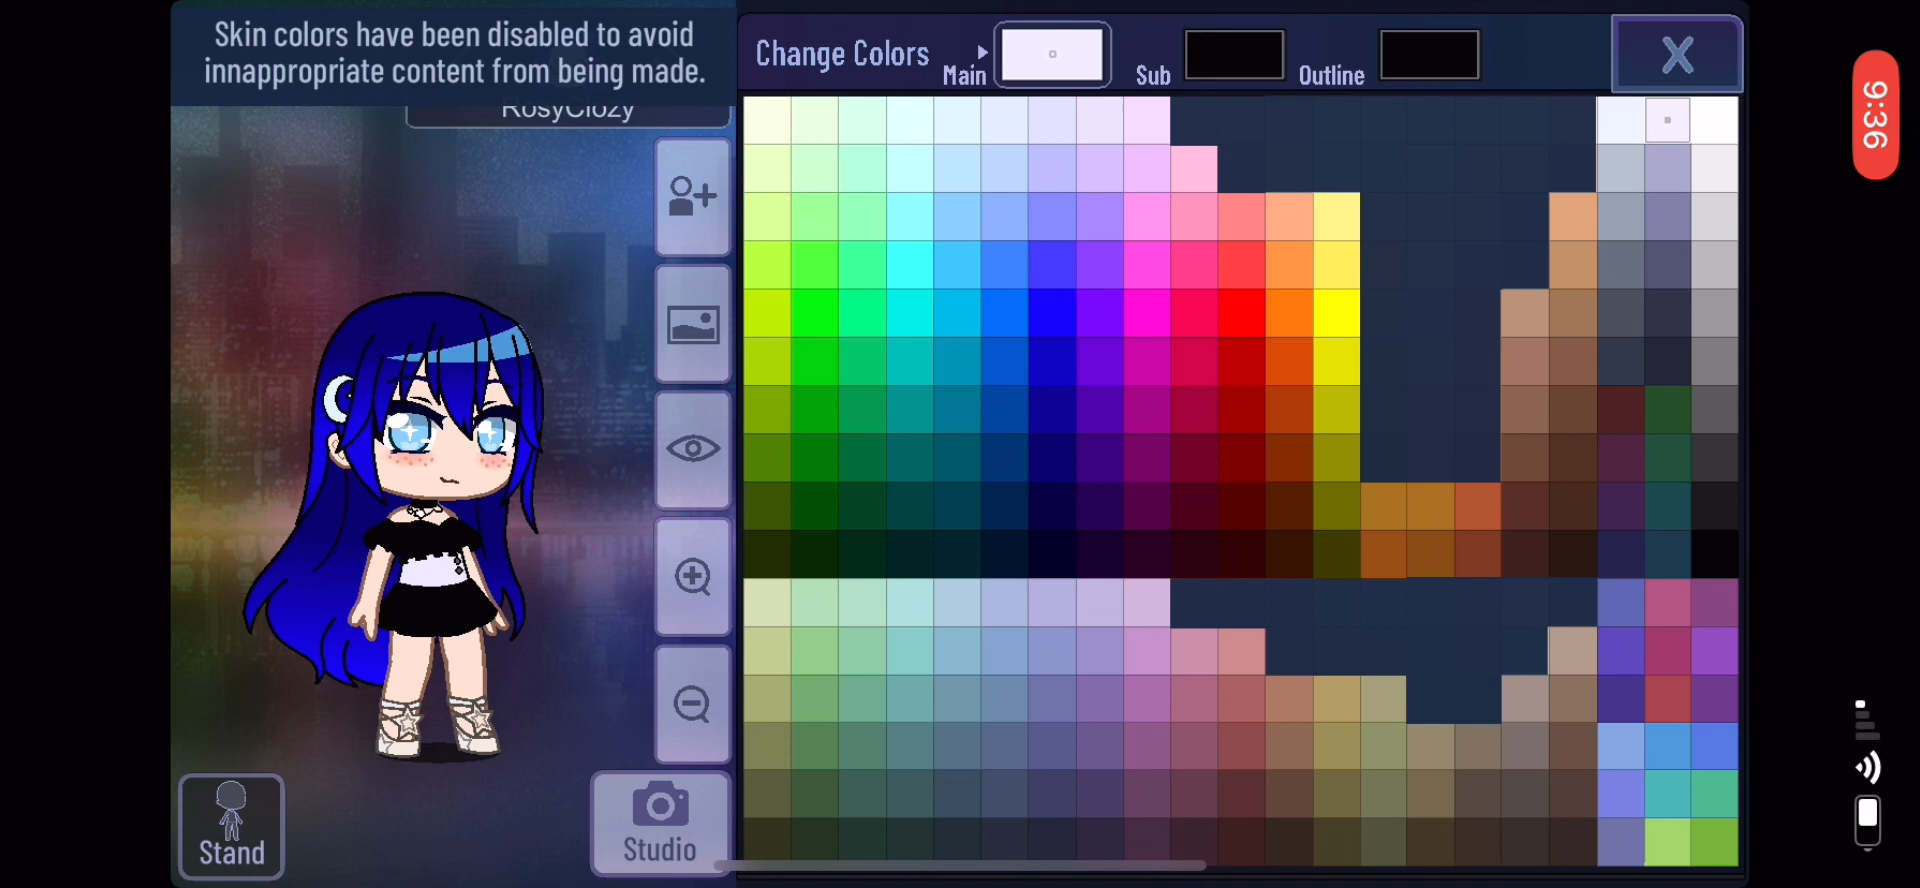 Skin colors have been disabled to avoid
innappropriate content from being made.
RosyClozy
Change Colors
Main
Sub
Outline
X
9:36
Stand
Studio